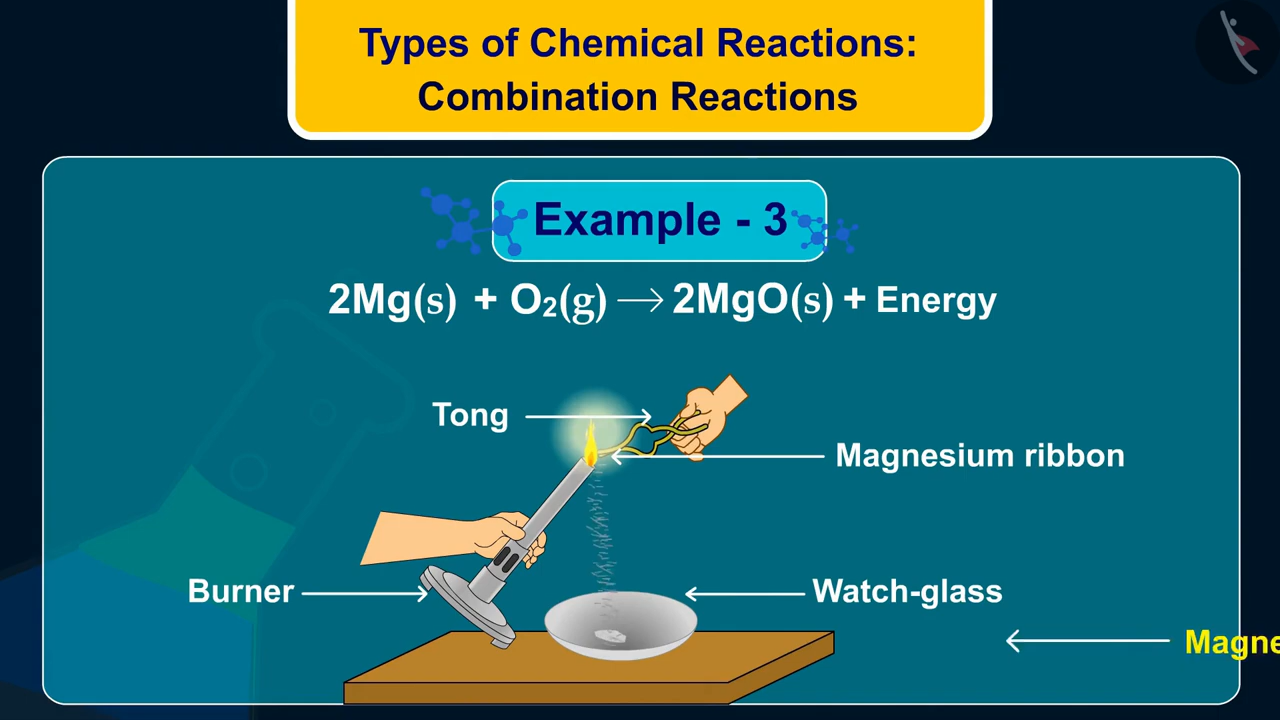 Types of Chemical Reactions:
Combination Reactions
Example - 3
2Mg(s) + O₂(g) → 2MgO(s) + Energy
Tong
Magnesium ribbon
Burner
Watch-glass
Magne